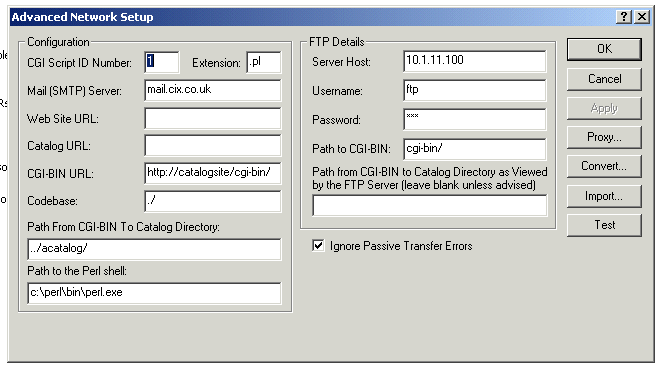 Advanced Network Setup
Configuration
CGI Script ID Number: 1 Extension: .pl
Mail (SMTP) Server: mail.cix.co.uk
Web Site URL:
Catalog URL:
CGI-BIN URL: http://catalogsite/cgi-bin/
Codebase: ./
Path From CGI-BIN To Catalog Directory:
../acatalog/
Path to the Perl shell:
c:\perl\bin\perl.exe
FTP Details
Server Host: 10.1.11.100
Username: ftp
Password: ***
Path to CGI-BIN: cgi-bin/
Path from CGI-BIN to Catalog Directory as Viewed
by the FTP Server (leave blank unless advised)
Ignore Passive Transfer Errors
OK
Cancel
Apply
Proxy...
Convert...
Import...
Test